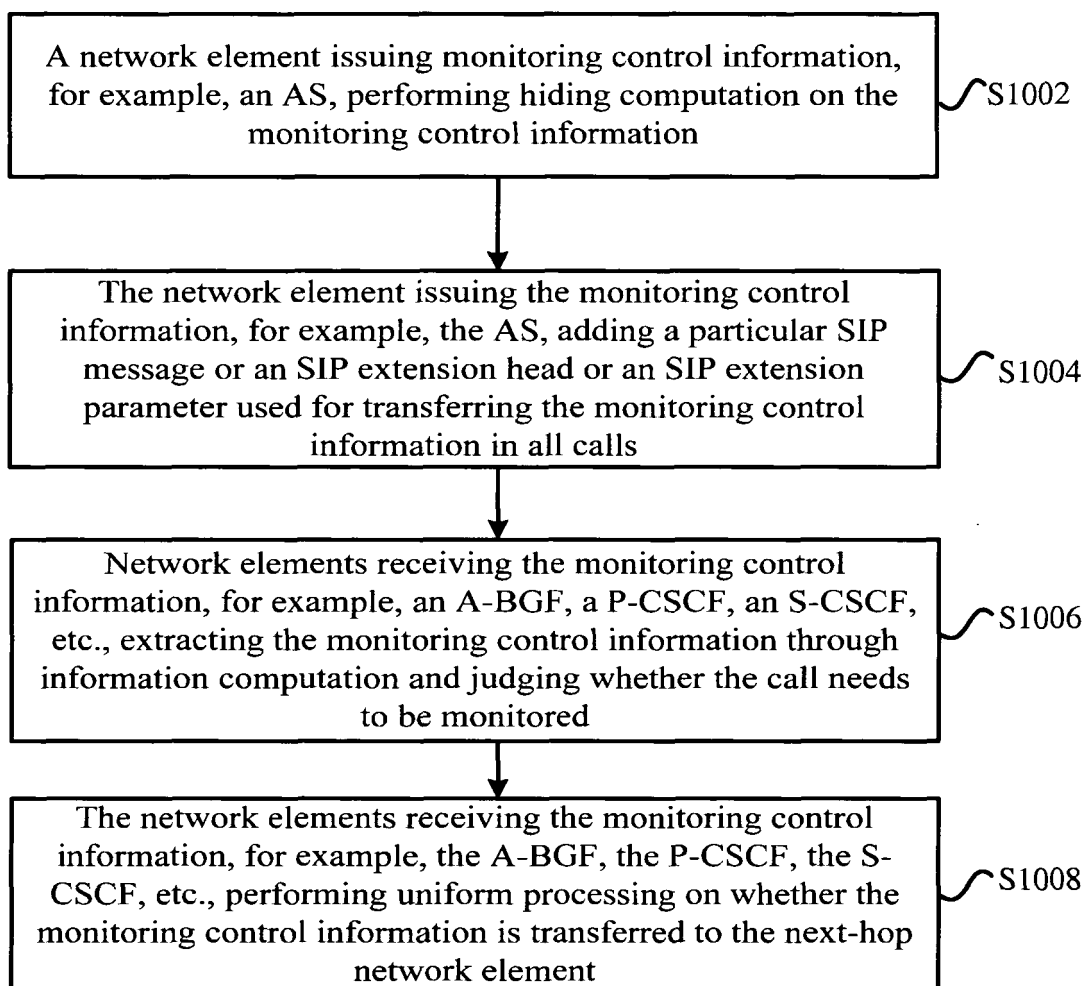 A network element issuing monitoring control information,
for example, an AS, performing hiding computation on the
monitoring control information
S1002
The network element issuing the monitoring control
information, for example, the AS, adding a particular SIP
message or an SIP extension head or an SIP extension
parameter used for transferring the monitoring control
information in all calls
S1004
Network elements receiving the monitoring control
information, for example, an A-BGF, a P-CSCF, an S-CSCF,
etc., extracting the monitoring control information through
information computation and judging whether the call needs
to be monitored
S1006
The network elements receiving the monitoring control
information, for example, the A-BGF, the P-CSCF, the S-
CSCF, etc., performing uniform processing on whether the
monitoring control information is transferred to the next-hop
network element
S1008